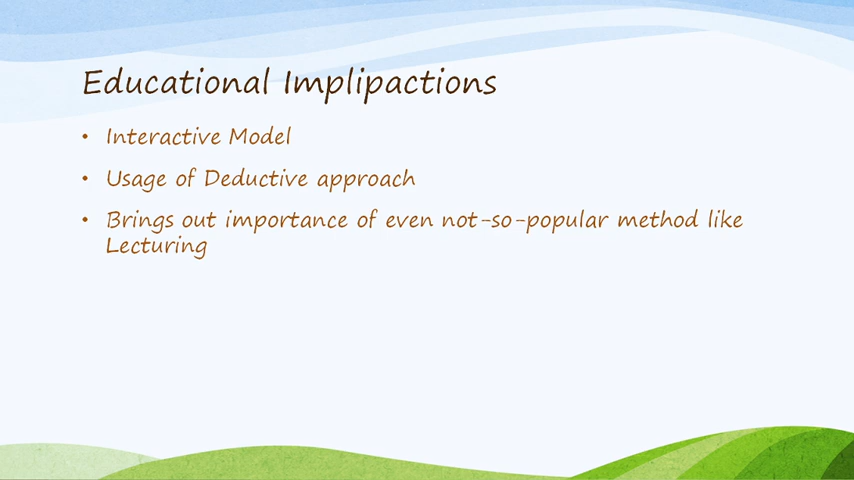 Educational Implipactions
• Interactive Model
• Usage of Deductive approach
• Brings out importance of even not-so-popular method like
Lecturing